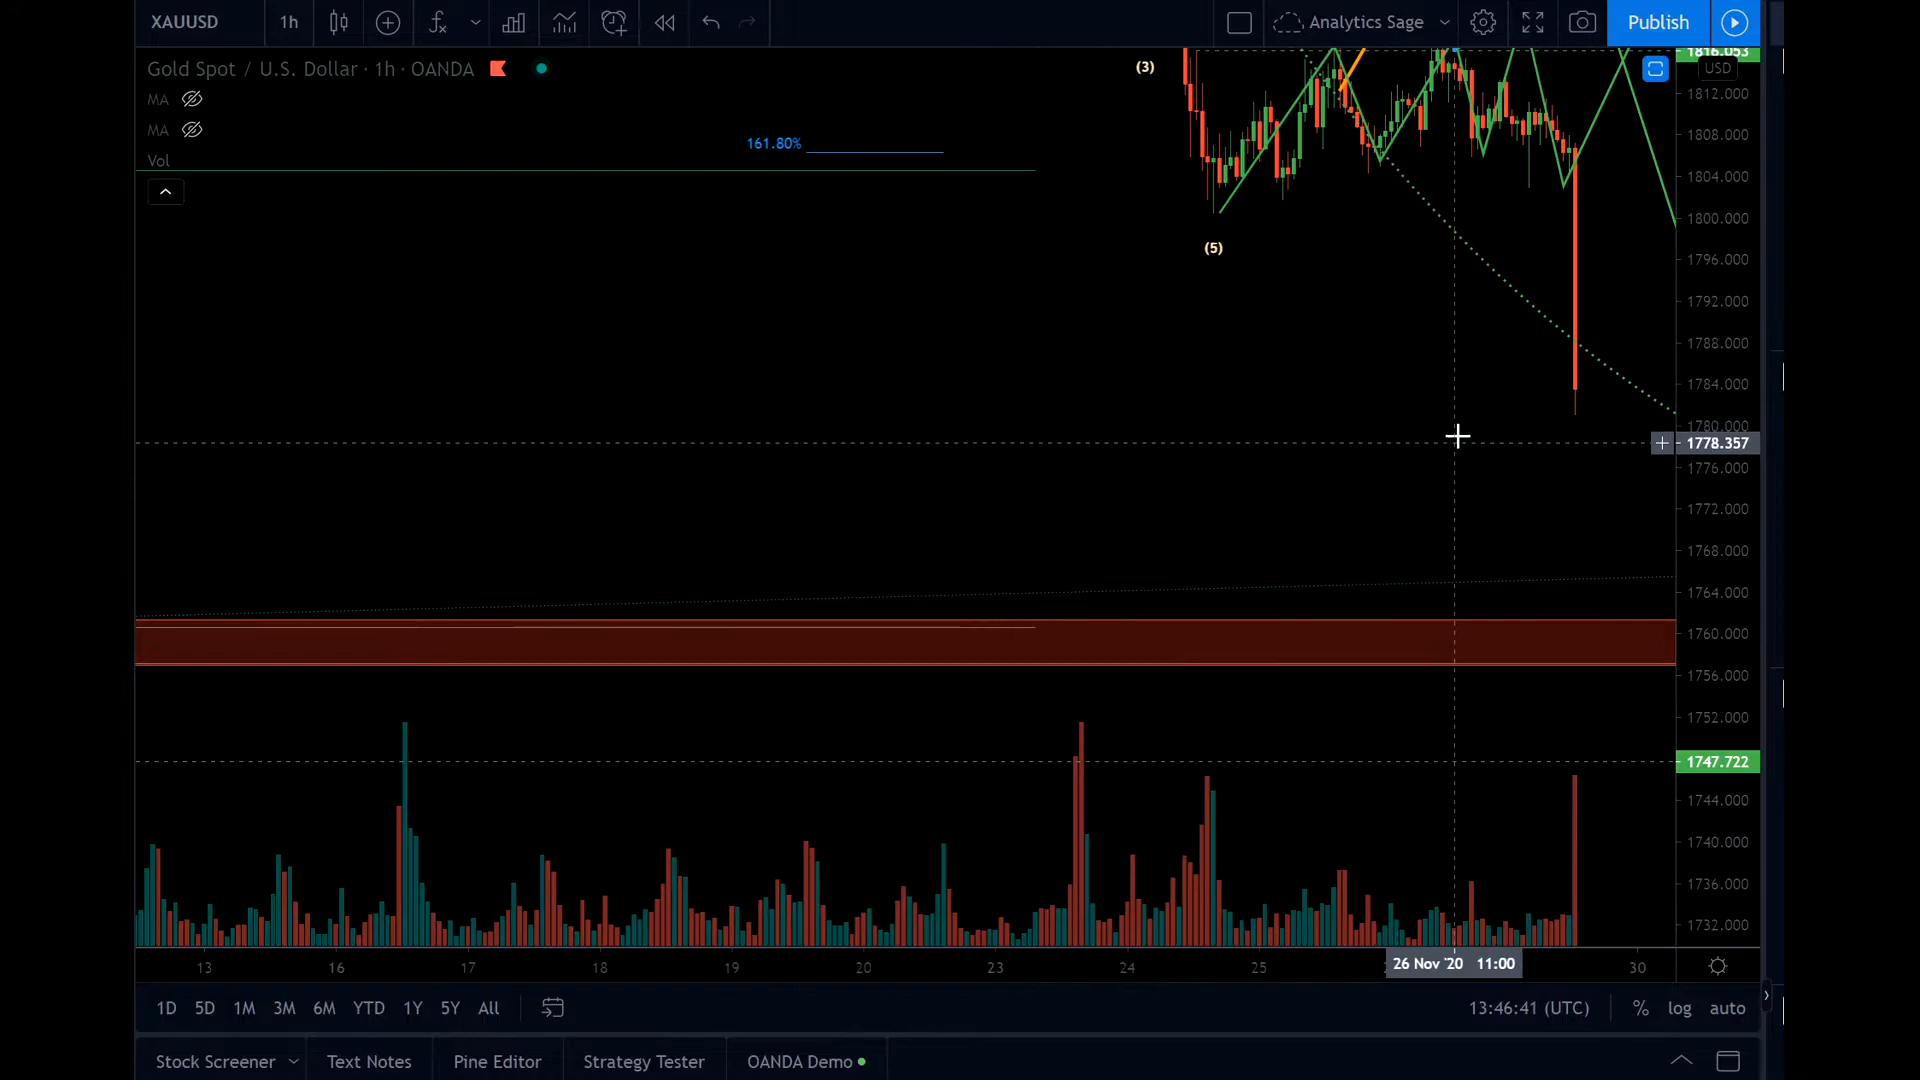 XAUUSD 1h Analytics Sage Publish
Gold Spot / U.S. Dollar · 1h · OANDA
MA
MA
Vol
161.80%
(3)
(5)
1816.053
USD
1812.000
1808.000
1804.000
1800.000
1796.000
1792.000
1788.000
1784.000
1780.000
1778.357
1776.000
1772.000
1768.000
1764.000
1760.000
1756.000
1752.000
1747.722
1744.000
1740.000
1736.000
1732.000
13 16 17 18 19 20 23 24 25 26 Nov '20 11:00 30
1D 5D 1M 3M 6M YTD 1Y 5Y All 13:46:41 (UTC) % log auto
Stock Screener Text Notes Pine Editor Strategy Tester OANDA Demo